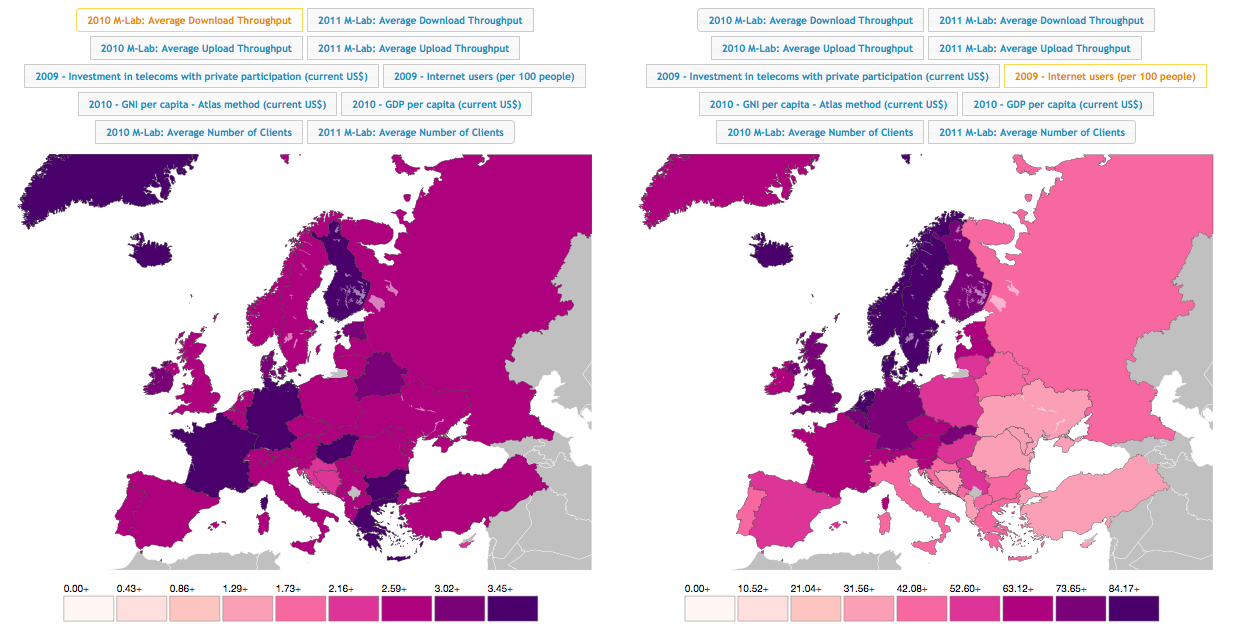 2010 M-Lab: Average Download Throughput 2011 M-Lab: Average Download Throughput
2010 M-Lab: Average Upload Throughput 2011 M-Lab: Average Upload Throughput
2009 - Investment in telecoms with private participation (current US$) 2009 - Internet users (per 100 people)
2010 - GNI per capita - Atlas method (current US$) 2010 - GDP per capita (current US$)
2010 M-Lab: Average Number of Clients 2011 M-Lab: Average Number of Clients
0.00+ 0.43+ 0.86+ 1.29+ 1.73+ 2.16+ 2.59+ 3.02+ 3.45+
2010 M-Lab: Average Download Throughput 2011 M-Lab: Average Download Throughput
2010 M-Lab: Average Upload Throughput 2011 M-Lab: Average Upload Throughput
2009 - Investment in telecoms with private participation (current US$) 2009 - Internet users (per 100 people)
2010 - GNI per capita - Atlas method (current US$) 2010 - GDP per capita (current US$)
2010 M-Lab: Average Number of Clients 2011 M-Lab: Average Number of Clients
0.00+ 10.52+ 21.04+ 31.56+ 42.08+ 52.60+ 63.12+ 73.65+ 84.17+